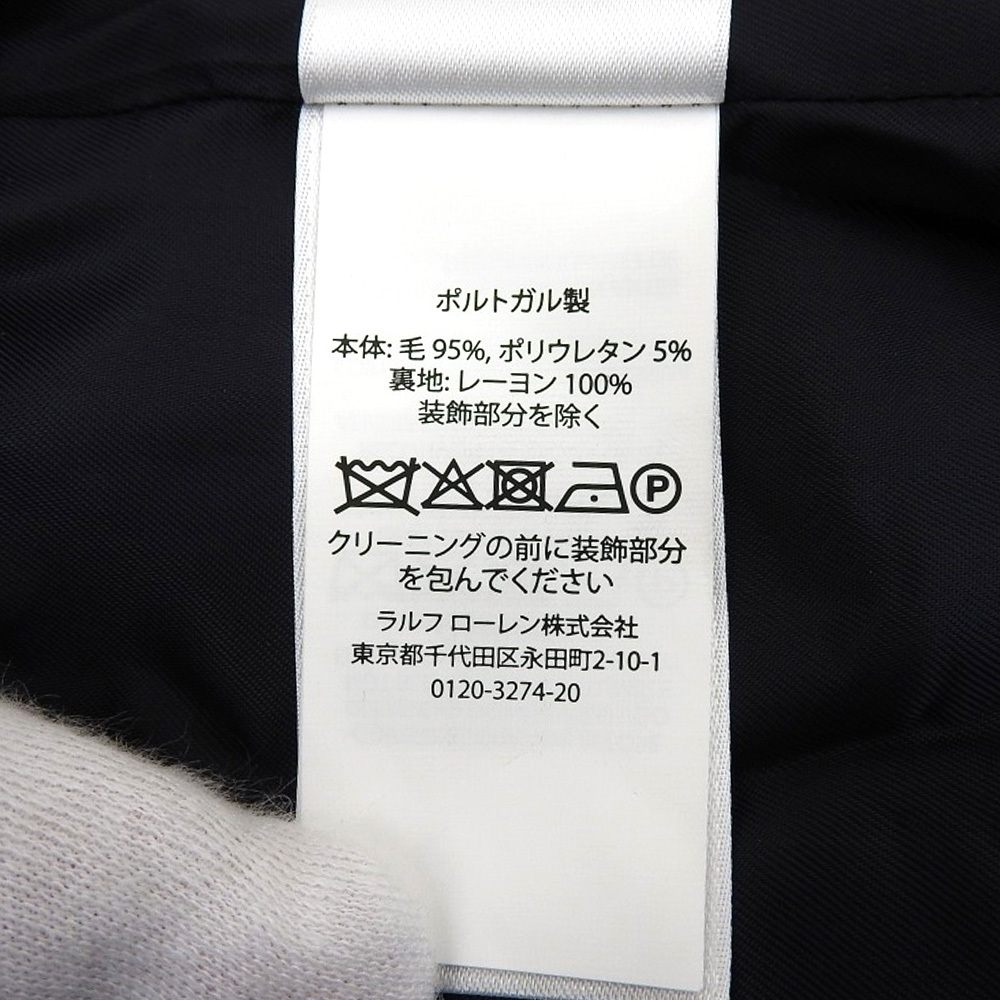 ポルトガル製
本体: 毛 95%, ポリウレタン 5%
裏地: レーヨン 100%
装飾部分を除く
P
クリーニングの前に装飾部分
を包んでください
ラルフ ローレン株式会社
東京都千代田区永田町2-10-1
0120-3274-20